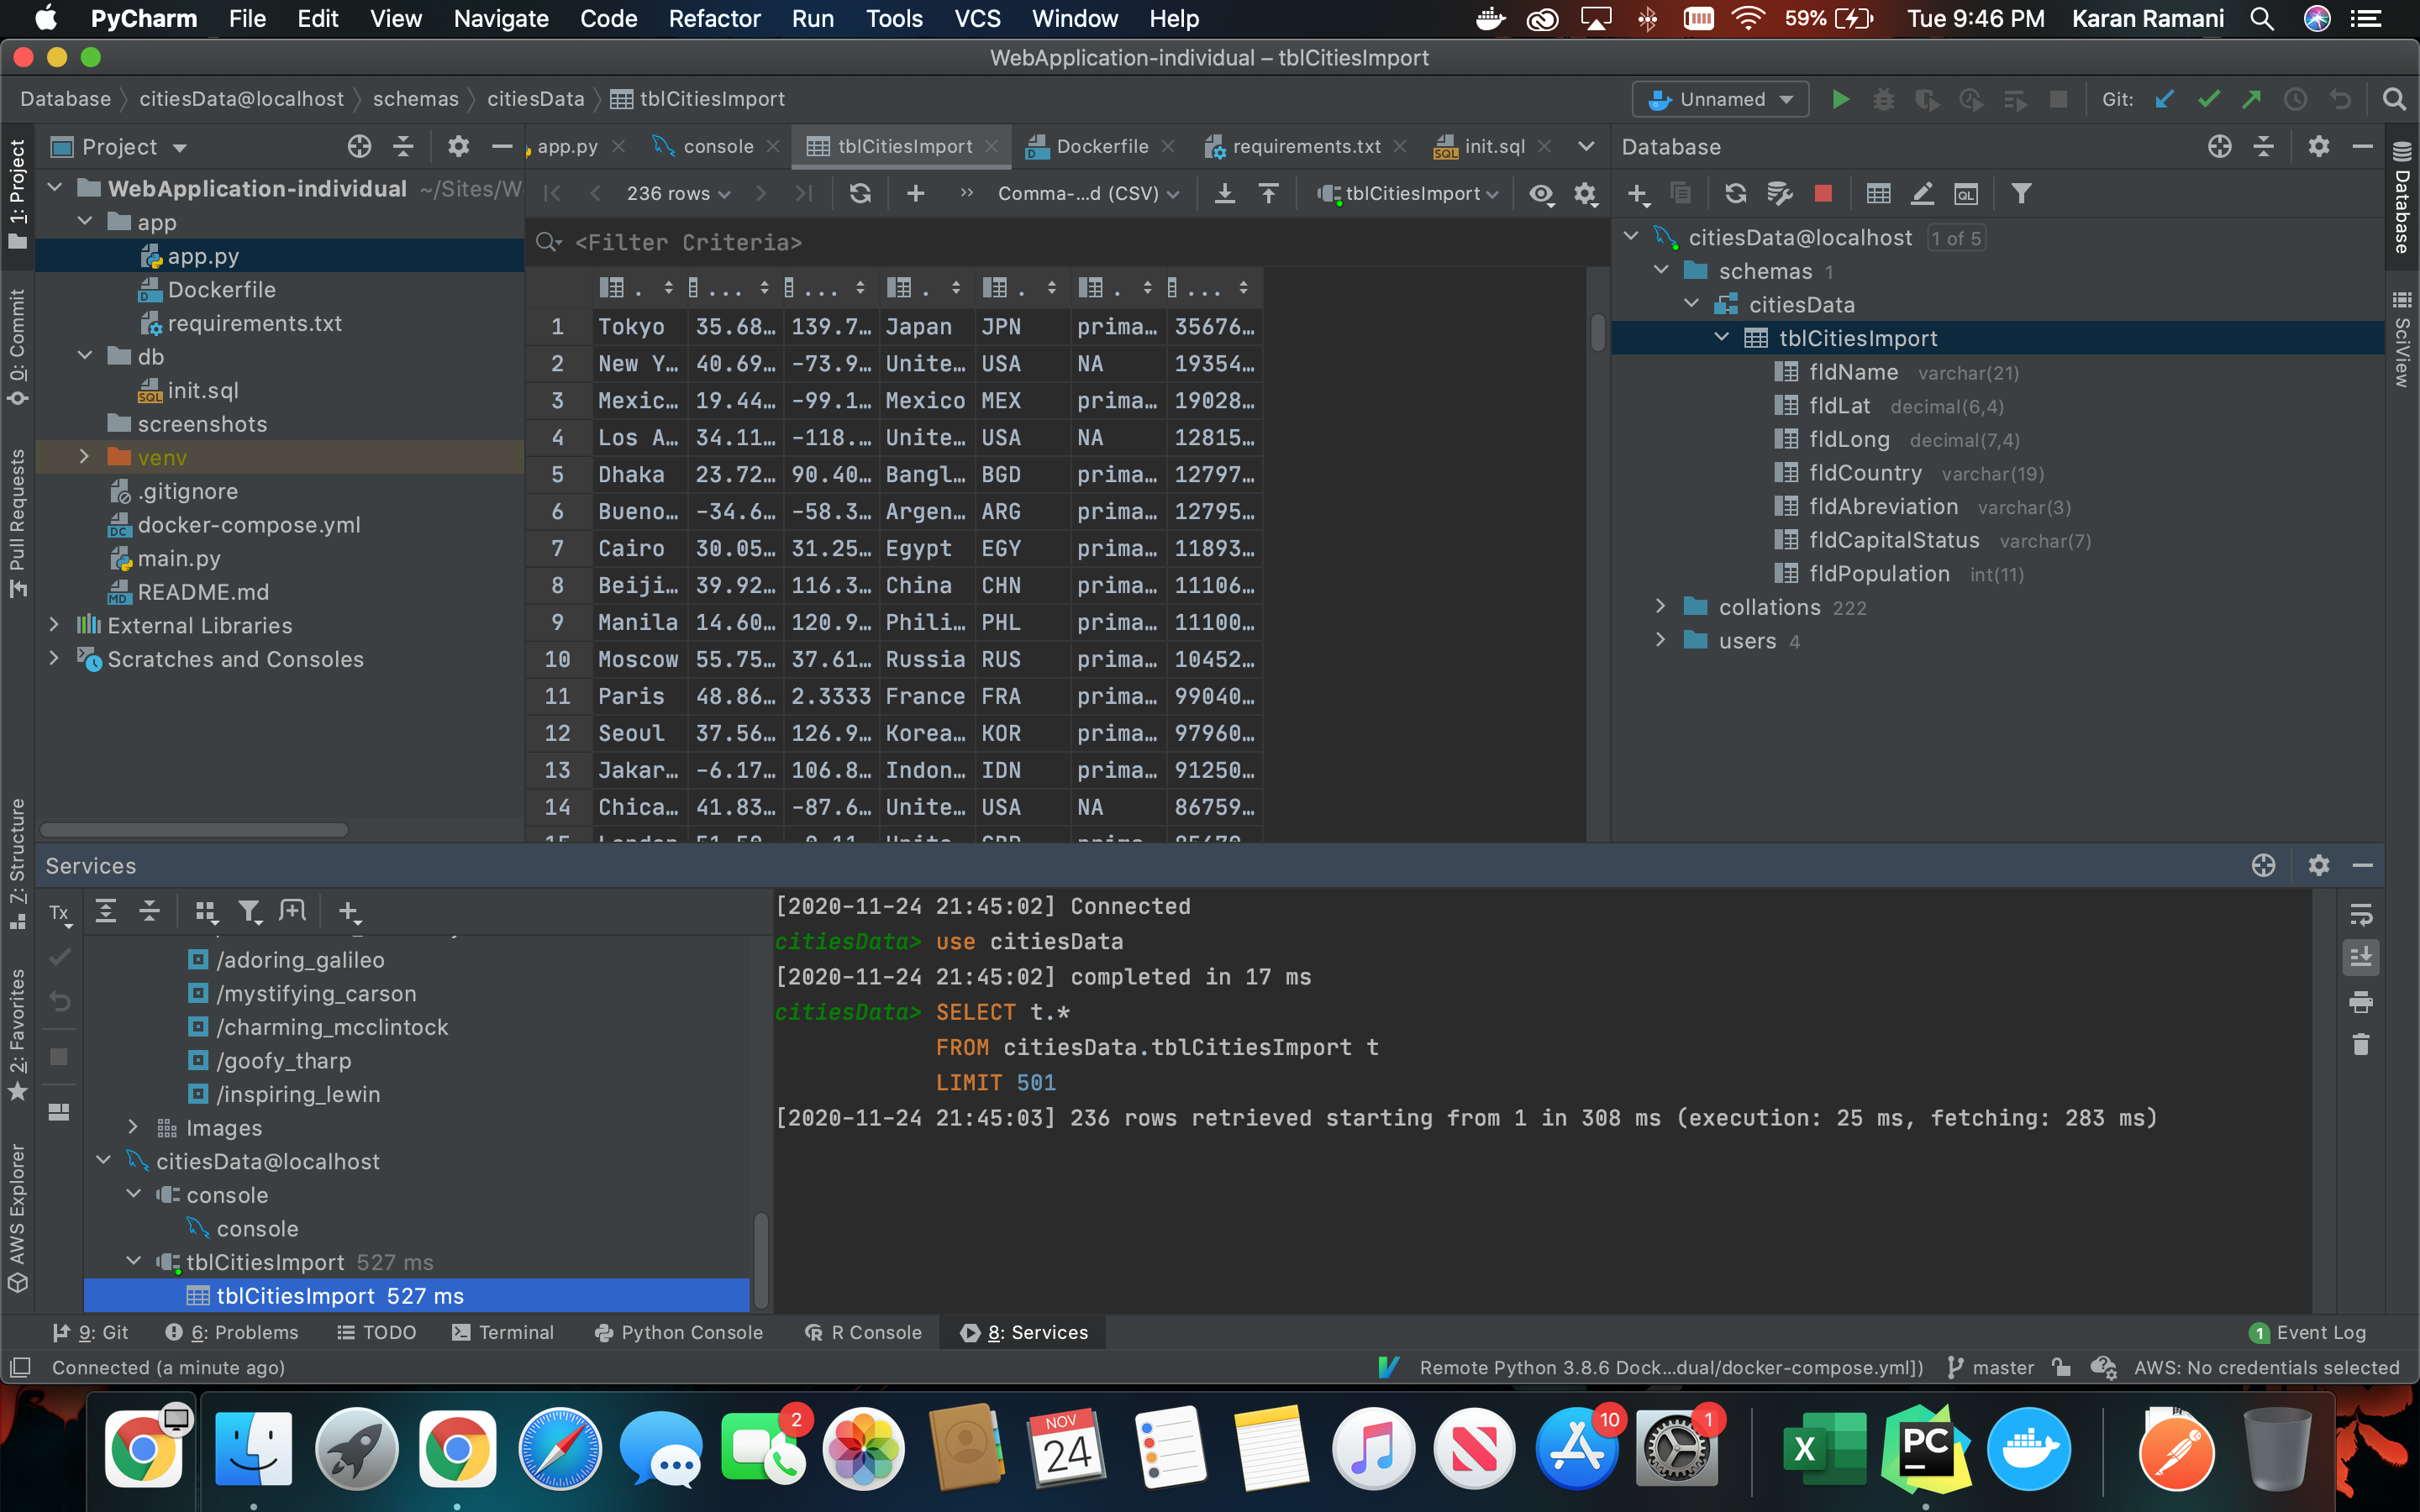 PyCharm File Edit View Navigate Code Refactor Run Tools VCS Window Help 59% Tue 9:46 PM Karan Ramani
WebApplication-individual – tblCitiesImport
Database citiesData@localhost schemas citiesData tblCitiesImport Unnamed Git:
Project app.py console tblCitiesImport Dockerfile requirements.txt init.sql Database
236 rows Comma-...d (CSV) tblCitiesImport
<Filter Criteria>
1: Project
0: Commit
Pull Requests
7: Structure
2: Favorites
AWS Explorer
WebApplication-individual ~/Sites/W
app
app.py
Dockerfile
requirements.txt
db
init.sql
screenshots
venv
.gitignore
docker-compose.yml
main.py
README.md
External Libraries
Scratches and Consoles
1 Tokyo 35.68… 139.7… Japan JPN prima… 35676…
2 New Y… 40.69… -73.9… Unite… USA NA 19354…
3 Mexic… 19.44… -99.1… Mexico MEX prima… 19028…
4 Los A… 34.11… -118.… Unite… USA NA 12815…
5 Dhaka 23.72… 90.40… Bangl… BGD prima… 12797…
6 Bueno… -34.6… -58.3… Argen… ARG prima… 12795…
7 Cairo 30.05… 31.25… Egypt EGY prima… 11893…
8 Beiji… 39.92… 116.3… China CHN prima… 11106…
9 Manila 14.60… 120.9… Phili… PHL prima… 11100…
10 Moscow 55.75… 37.61… Russia RUS prima… 10452…
11 Paris 48.86… 2.3333 France FRA prima… 99040…
12 Seoul 37.56… 126.9… Korea… KOR prima… 97960…
13 Jakar… -6.17… 106.8… Indon… IDN prima… 91250…
14 Chica… 41.83… -87.6… Unite… USA NA 86759…
citiesData@localhost 1 of 5
schemas 1
citiesData
tblCitiesImport
fldName varchar(21)
fldLat decimal(6,4)
fldLong decimal(7,4)
fldCountry varchar(19)
fldAbreviation varchar(3)
fldCapitalStatus varchar(7)
fldPopulation int(11)
collations 222
users 4
Database
SciView
Services
Tx
/adoring_galileo
/mystifying_carson
/charming_mcclintock
/goofy_tharp
/inspiring_lewin
Images
citiesData@localhost
console
console
tblCitiesImport 527 ms
tblCitiesImport 527 ms
[2020-11-24 21:45:02] Connected
citiesData> use citiesData
[2020-11-24 21:45:02] completed in 17 ms
citiesData> SELECT t.*
FROM citiesData.tblCitiesImport t
LIMIT 501
[2020-11-24 21:45:03] 236 rows retrieved starting from 1 in 308 ms (execution: 25 ms, fetching: 283 ms)
9: Git 6: Problems TODO Terminal Python Console R Console 8: Services 1 Event Log
Connected (a minute ago) Remote Python 3.8.6 Dock...dual/docker-compose.yml]) master AWS: No credentials selected
2 NOV 24 10 1 X PC